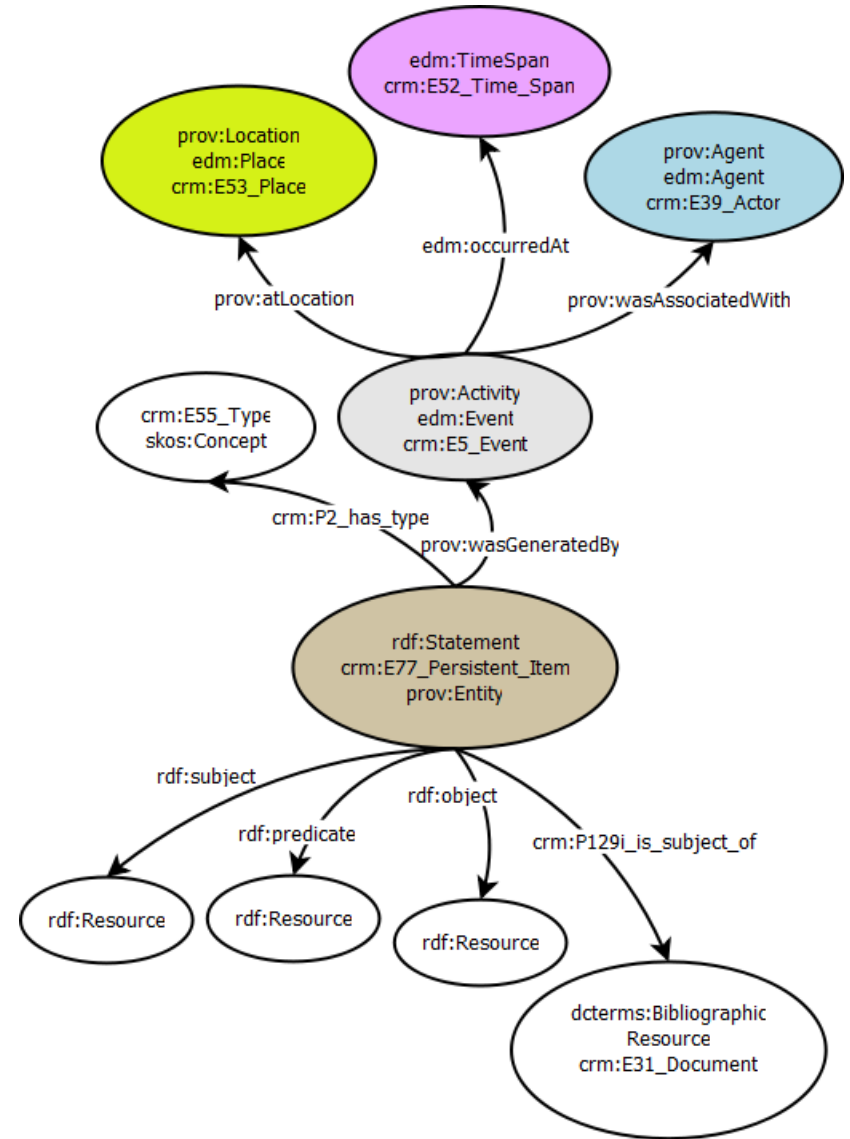 edm:TimeSpan
crm:E52_Time_Span
prov:Location
edm:Place
crm:E53_Place
prov:Agent
edm:Agent
crm:E39_Actor
edm:occurredAt
prov:atLocation
prov:wasAssociatedWith
prov:Activity
edm:Event
crm:E5_Event
crm:E55_Type
skos:Concept
crm:P2_has_type
prov:wasGeneratedBy
rdf:Statement
crm:E77_Persistent_Item
prov:Entity
rdf:subject
rdf:predicate
rdf:object
crm:P129i_is_subject_of
rdf:Resource
rdf:Resource
rdf:Resource
dcterms:Bibliographic
Resource
crm:E31_Document